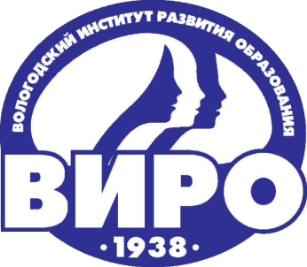 ВОЛОГОДСКИЙ ИНСТИТУТ РАЗВИТИЯ ОБРАЗОВАНИЯ
ВИРО
· 1938 ·